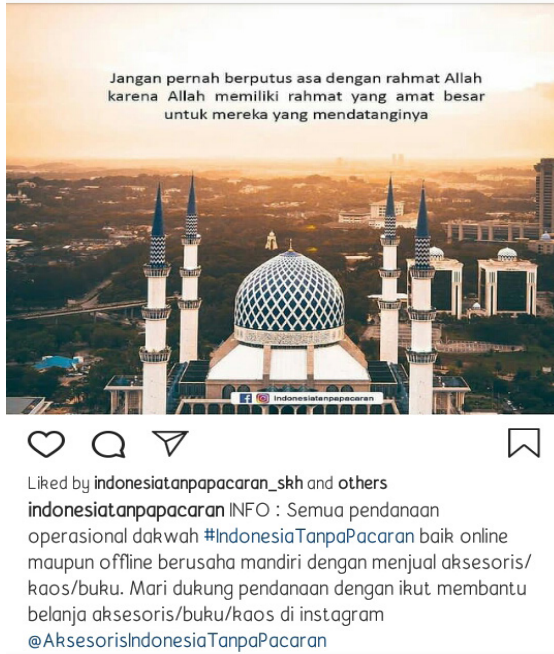 Jangan pernah berputus asa dengan rahmat Allah
karena Allah memiliki rahmat yang amat besar
untuk mereka yang mendatanginya
Indonesiatanpapacaran
Liked by indonesiatanpapacaran_skh and others
indonesiatanpapacaran INFO : Semua pendanaan
operasional dakwah #IndonesiaTanpaPacaran baik online
maupun offline berusaha mandiri dengan menjual aksesoris/
kaos/buku. Mari dukung pendanaan dengan ikut membantu
belanja aksesoris/buku/kaos di instagram
@AksesorisIndonesiaTanpaPacaran